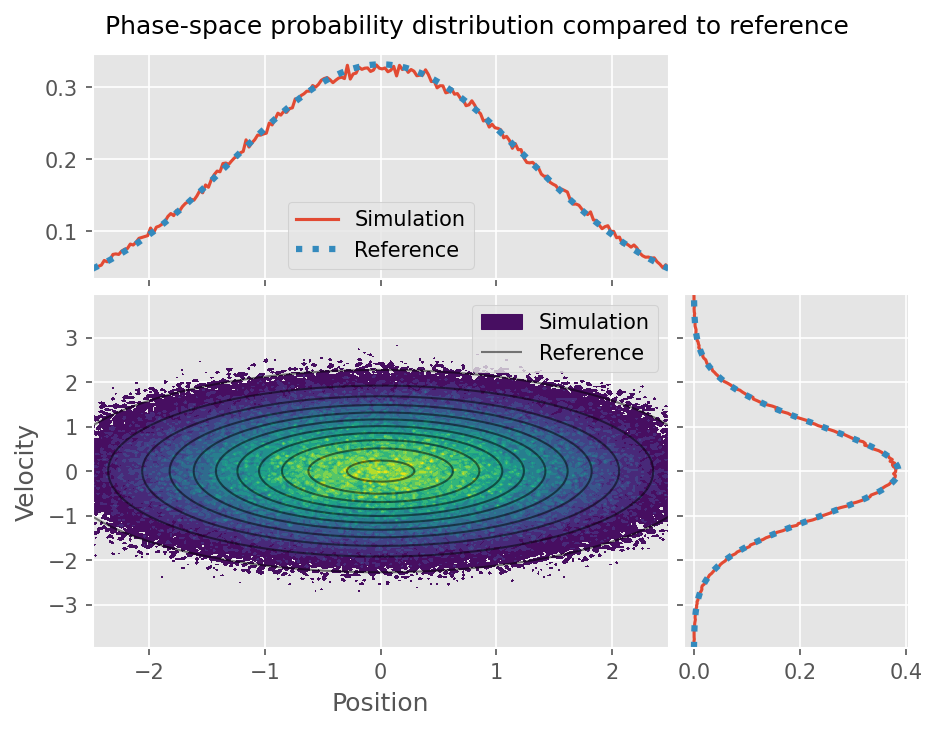 Phase-space probability distribution compared to reference
0.3
0.2
0.1
Simulation
Reference
3
2
1
0
−1
−2
−3
Velocity
Simulation
Reference
−2 −1 0 1 2
Position
0.0 0.2 0.4